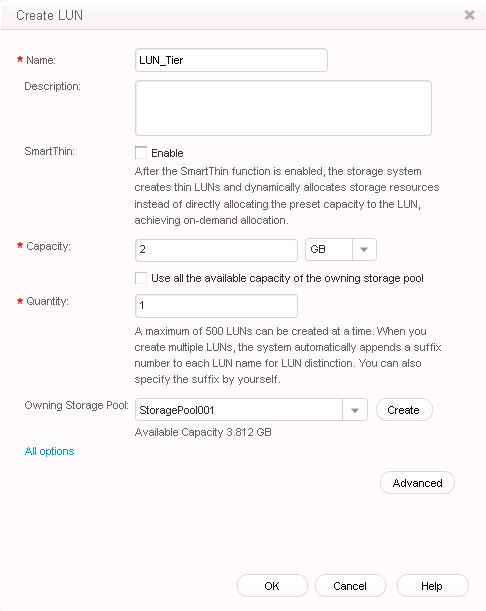 Create LUN
* Name: LUN_Tier
Description:
SmartThin: Enable
After the SmartThin function is enabled, the storage system
creates thin LUNs and dynamically allocates storage resources
instead of directly allocating the preset capacity to the LUN,
achieving on-demand allocation.
* Capacity: 2 GB
Use all the available capacity of the owning storage pool
* Quantity: 1
A maximum of 500 LUNs can be created at a time. When you
create multiple LUNs, the system automatically appends a suffix
number to each LUN name for LUN distinction. You can also
specify the suffix by yourself.
Owning Storage Pool: StoragePool001 Create
Available Capacity 3.812 GB
All options
Advanced
OK Cancel Help